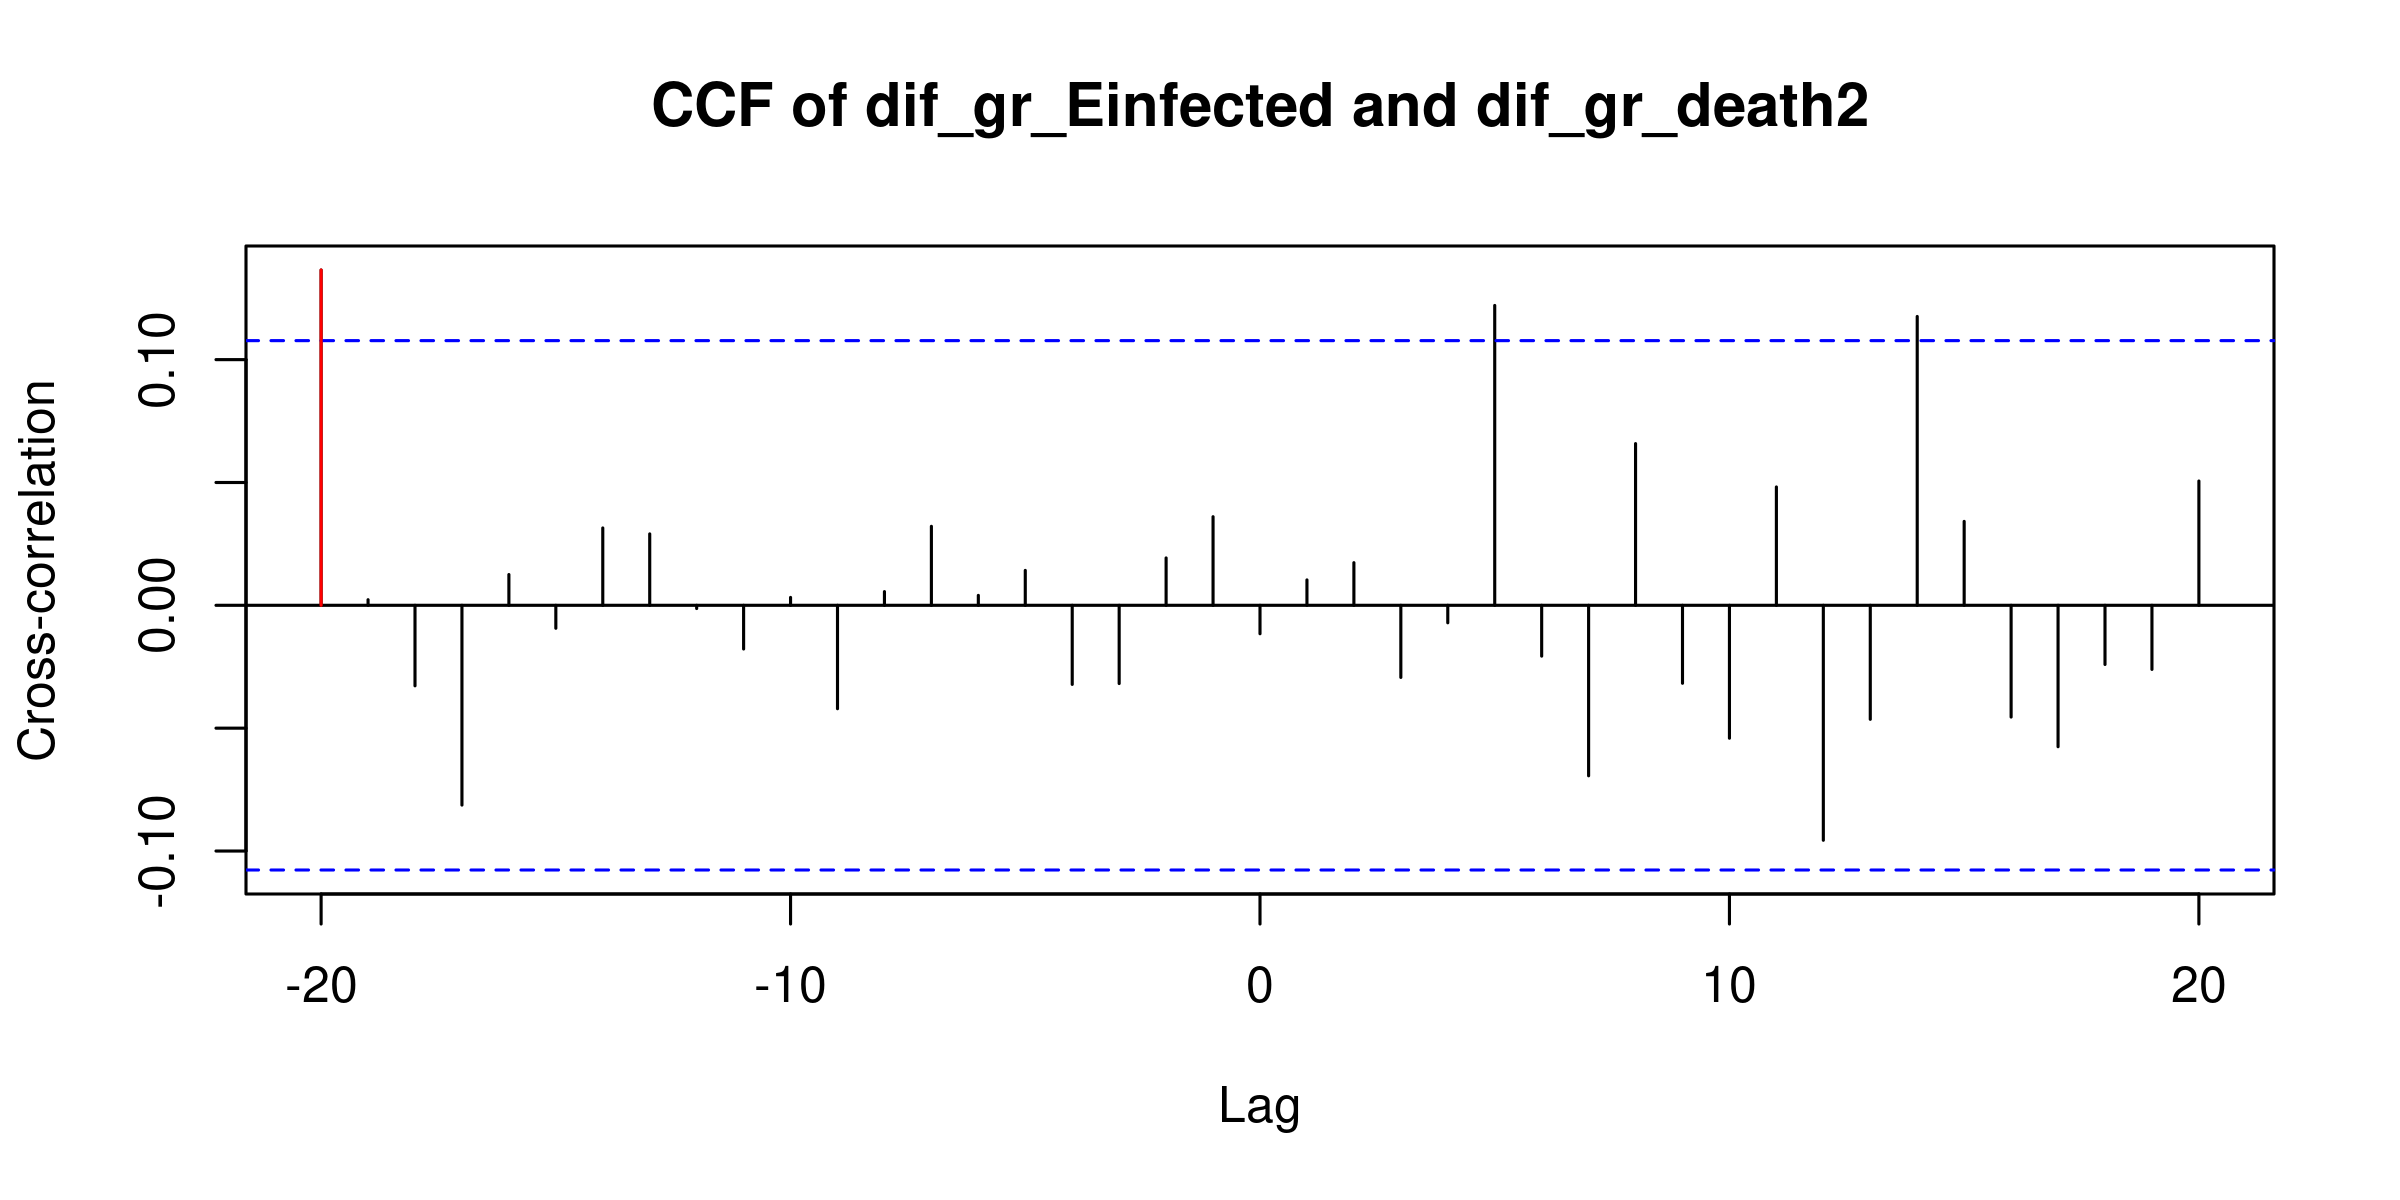 CCF of dif_gr_Einfected and dif_gr_death2
Cross-correlation
0.10
0.00
-0.10
-20 -10 0 10 20
Lag